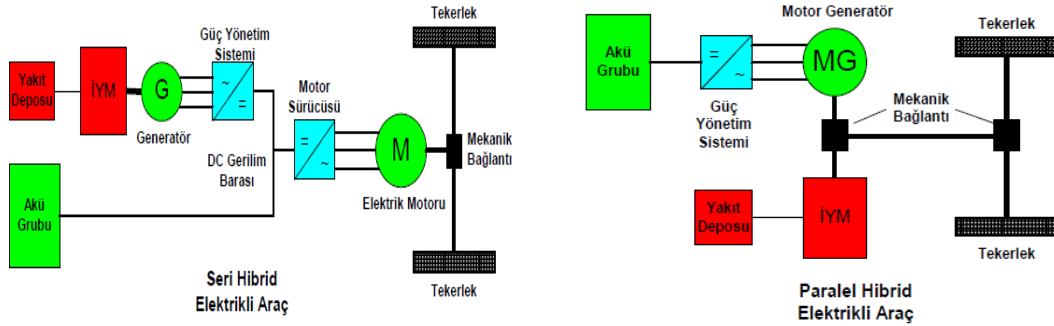 Tekerlek
Güç Yönetim
Sistemi
Yakıt
Deposu
İYM
G
~
=
Generatör
Motor
Sürücüsü
=
~
M
Mekanik
Bağlantı
DC Gerilim
Barası
Elektrik Motoru
Akü
Grubu
Tekerlek
Seri Hibrid
Elektrikli Araç
Motor Generatör
Tekerlek
Akü
Grubu
=
~
MG
Güç
Yönetim
Sistemi
Mekanik
Bağlantı
Yakıt
Deposu
İYM
Tekerlek
Paralel Hibrid
Elektrikli Araç